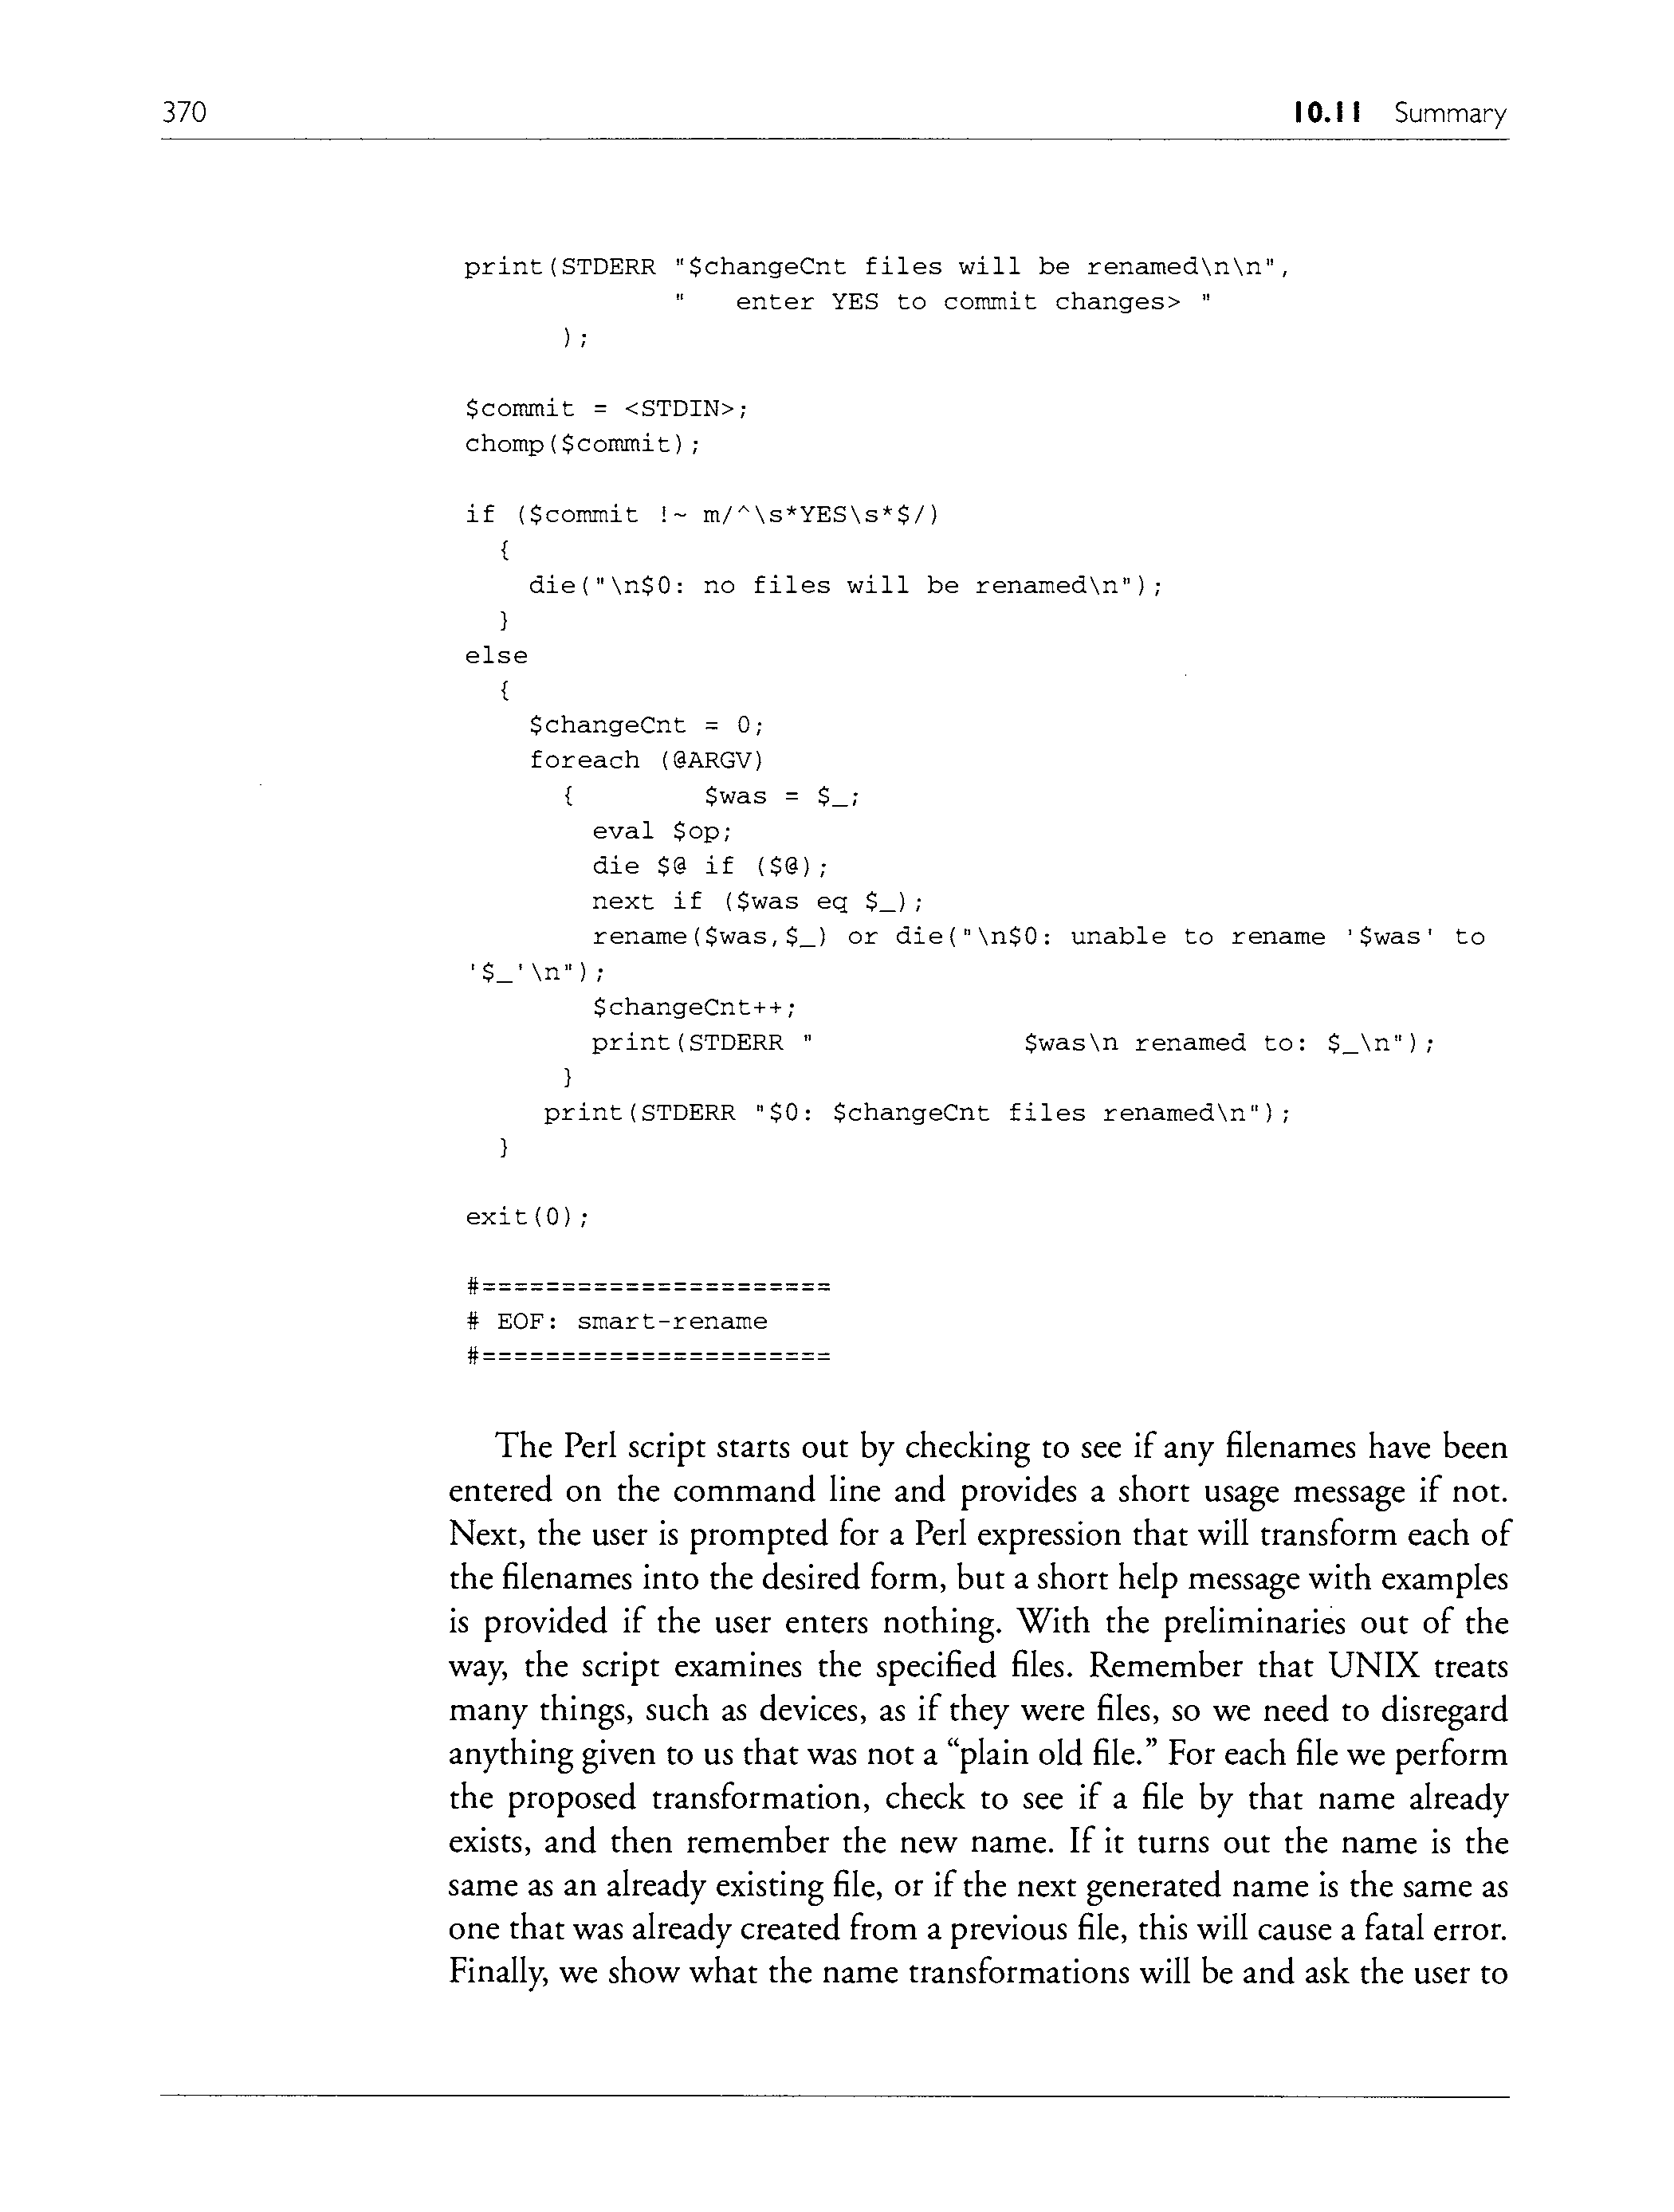 370
10.11 Summary
print(STDERR "$changeCnt files will be renamed\n\n",
             "   enter YES to commit changes> "
      );
$commit = <STDIN>;
chomp($commit);
if ($commit !~ m/^\s*YES\s*$/)
  {
    die("\n$0: no files will be renamed\n");
  }
else
  {
    $changeCnt = 0;
    foreach (@ARGV)
      {        $was = $_;
        eval $op;
        die $@ if ($@);
        next if ($was eq $_);
        rename($was,$_) or die("\n$0: unable to rename '$was' to
'$_'\n");
        $changeCnt++;
        print(STDERR "             $was\n renamed to: $_\n");
      }
     print(STDERR "$0: $changeCnt files renamed\n");
  }
exit(0);
#======================
# EOF: smart-rename
#======================
The Perl script starts out by checking to see if any filenames have been
entered on the command line and provides a short usage message if not.
Next, the user is prompted for a Perl expression that will transform each of
the filenames into the desired form, but a short help message with examples
is provided if the user enters nothing. With the preliminaries out of the
way, the script examines the specified files. Remember that UNIX treats
many things, such as devices, as if they were files, so we need to disregard
anything given to us that was not a “plain old file.” For each file we perform
the proposed transformation, check to see if a file by that name already
exists, and then remember the new name. If it turns out the name is the
same as an already existing file, or if the next generated name is the same as
one that was already created from a previous file, this will cause a fatal error.
Finally, we show what the name transformations will be and ask the user to